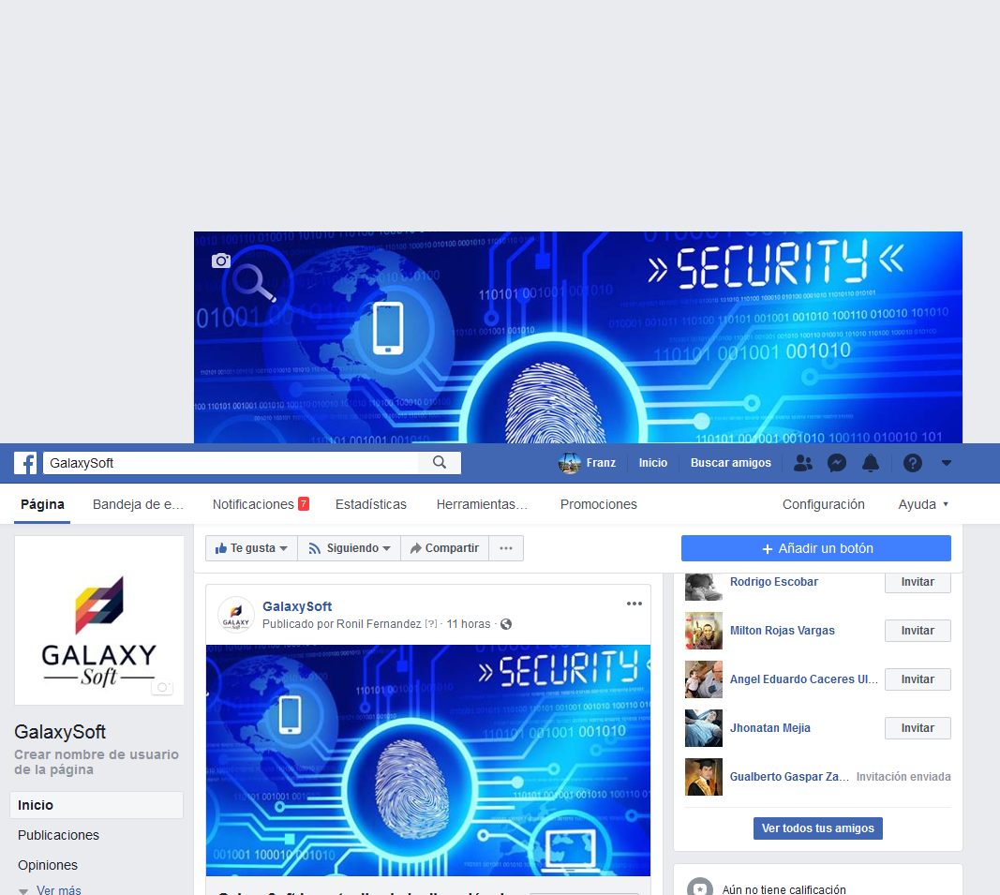 » SECURITY «
110101 001001 001010
010001
110101 001001 001010
GalaxySoft
Franz
Inicio
Buscar amigos
Página
Bandeja de e...
Notificaciones 7
Estadísticas
Herramientas...
Promociones
Configuración
Ayuda
Te gusta
Siguiendo
Compartir
+ Añadir un botón
GALAXY
Soft
GalaxySoft
Crear nombre de usuario
de la página
Inicio
Publicaciones
Opiniones
Ver más
GALAXY
Soft
GalaxySoft
Publicado por Ronil Fernandez [?] · 11 horas ·
» SECURITY «
Rodrigo Escobar
Invitar
Milton Rojas Vargas
Invitar
Angel Eduardo Caceres Ul...
Invitar
Jhonatan Mejia
Invitar
Gualberto Gaspar Za...
Invitación enviada
Ver todos tus amigos
Aún no tiene calificación